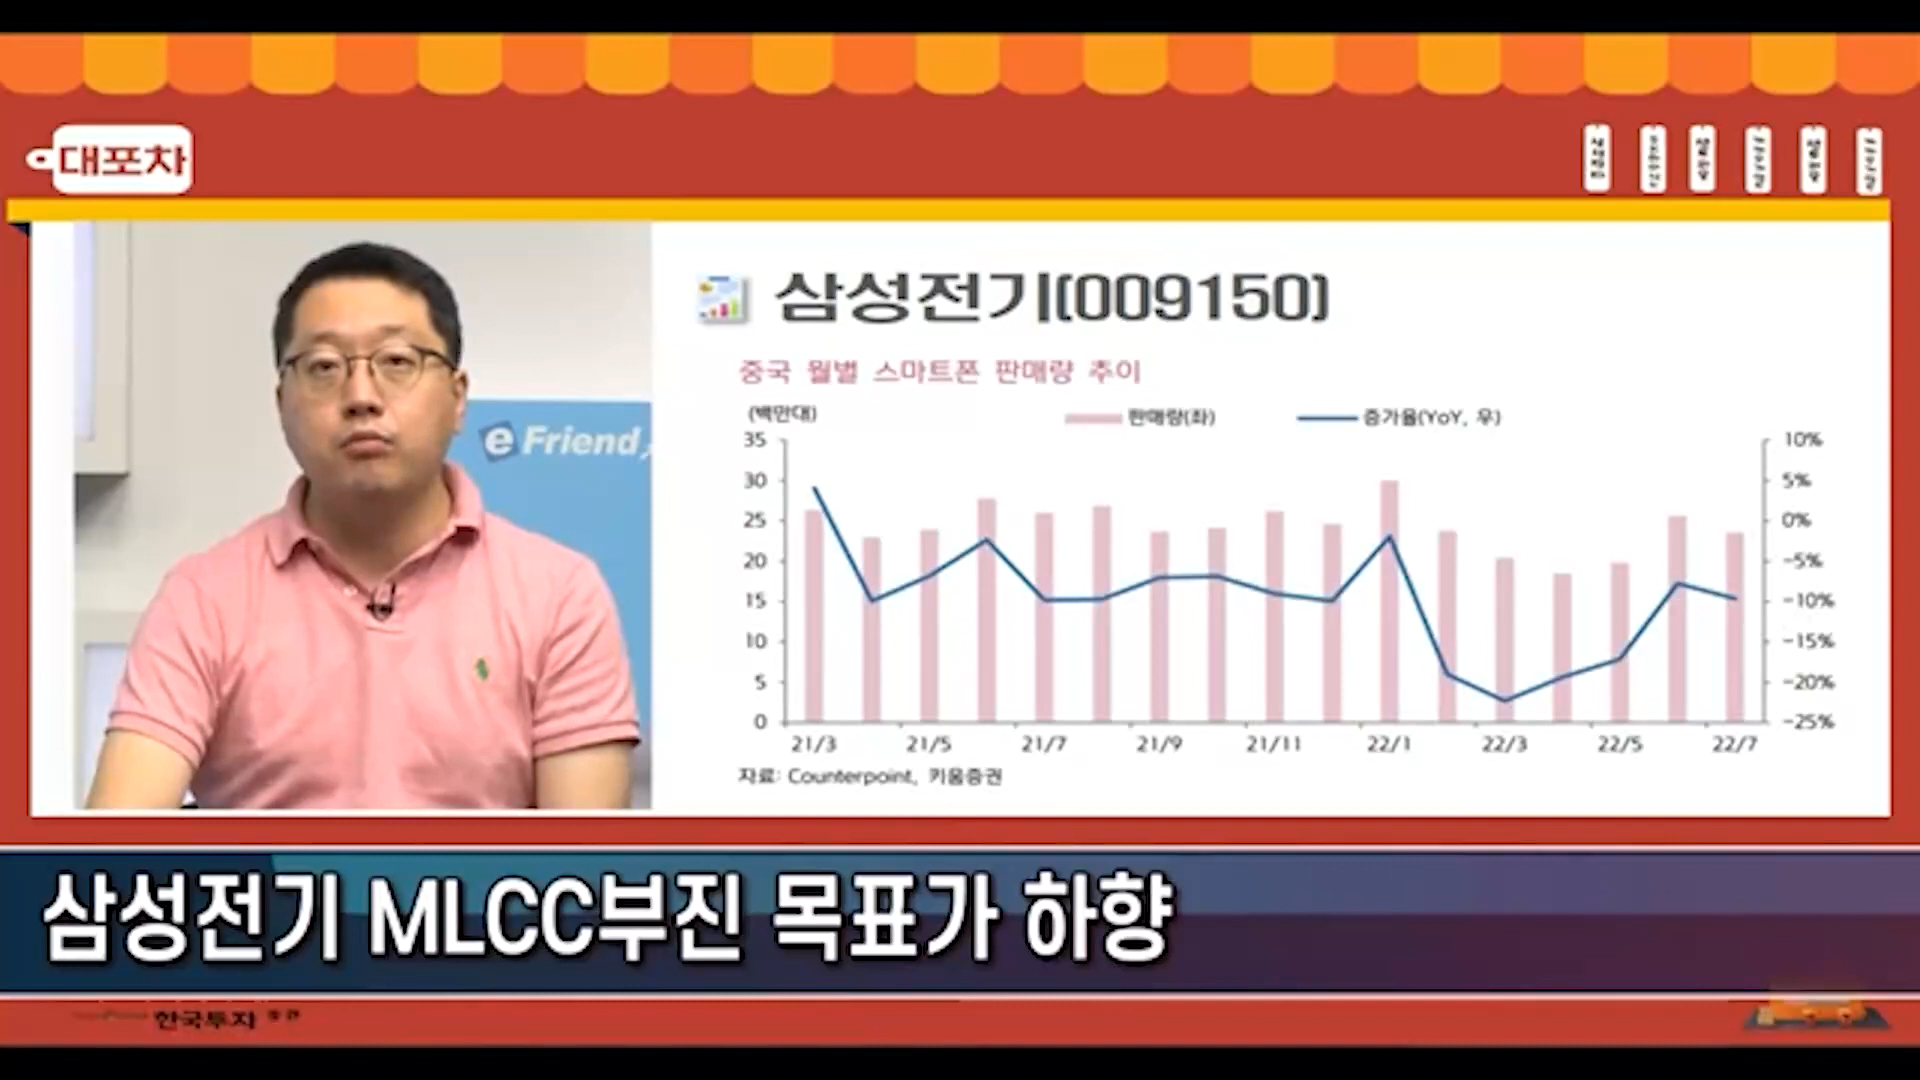 대포차
e Friend
삼성전기(009150)
중국 월별 스마트폰 판매량 추이
(백만대)
판매량(좌)
증가율(YoY, 우)
35
30
25
20
15
10
5
0
10%
5%
0%
-5%
-10%
-15%
-20%
-25%
21/3 21/5 21/7 21/9 21/11 22/1 22/3 22/5 22/7
자료: Counterpoint, 키움증권
삼성전기 MLCC부진 목표가 하향
한국투자 증권